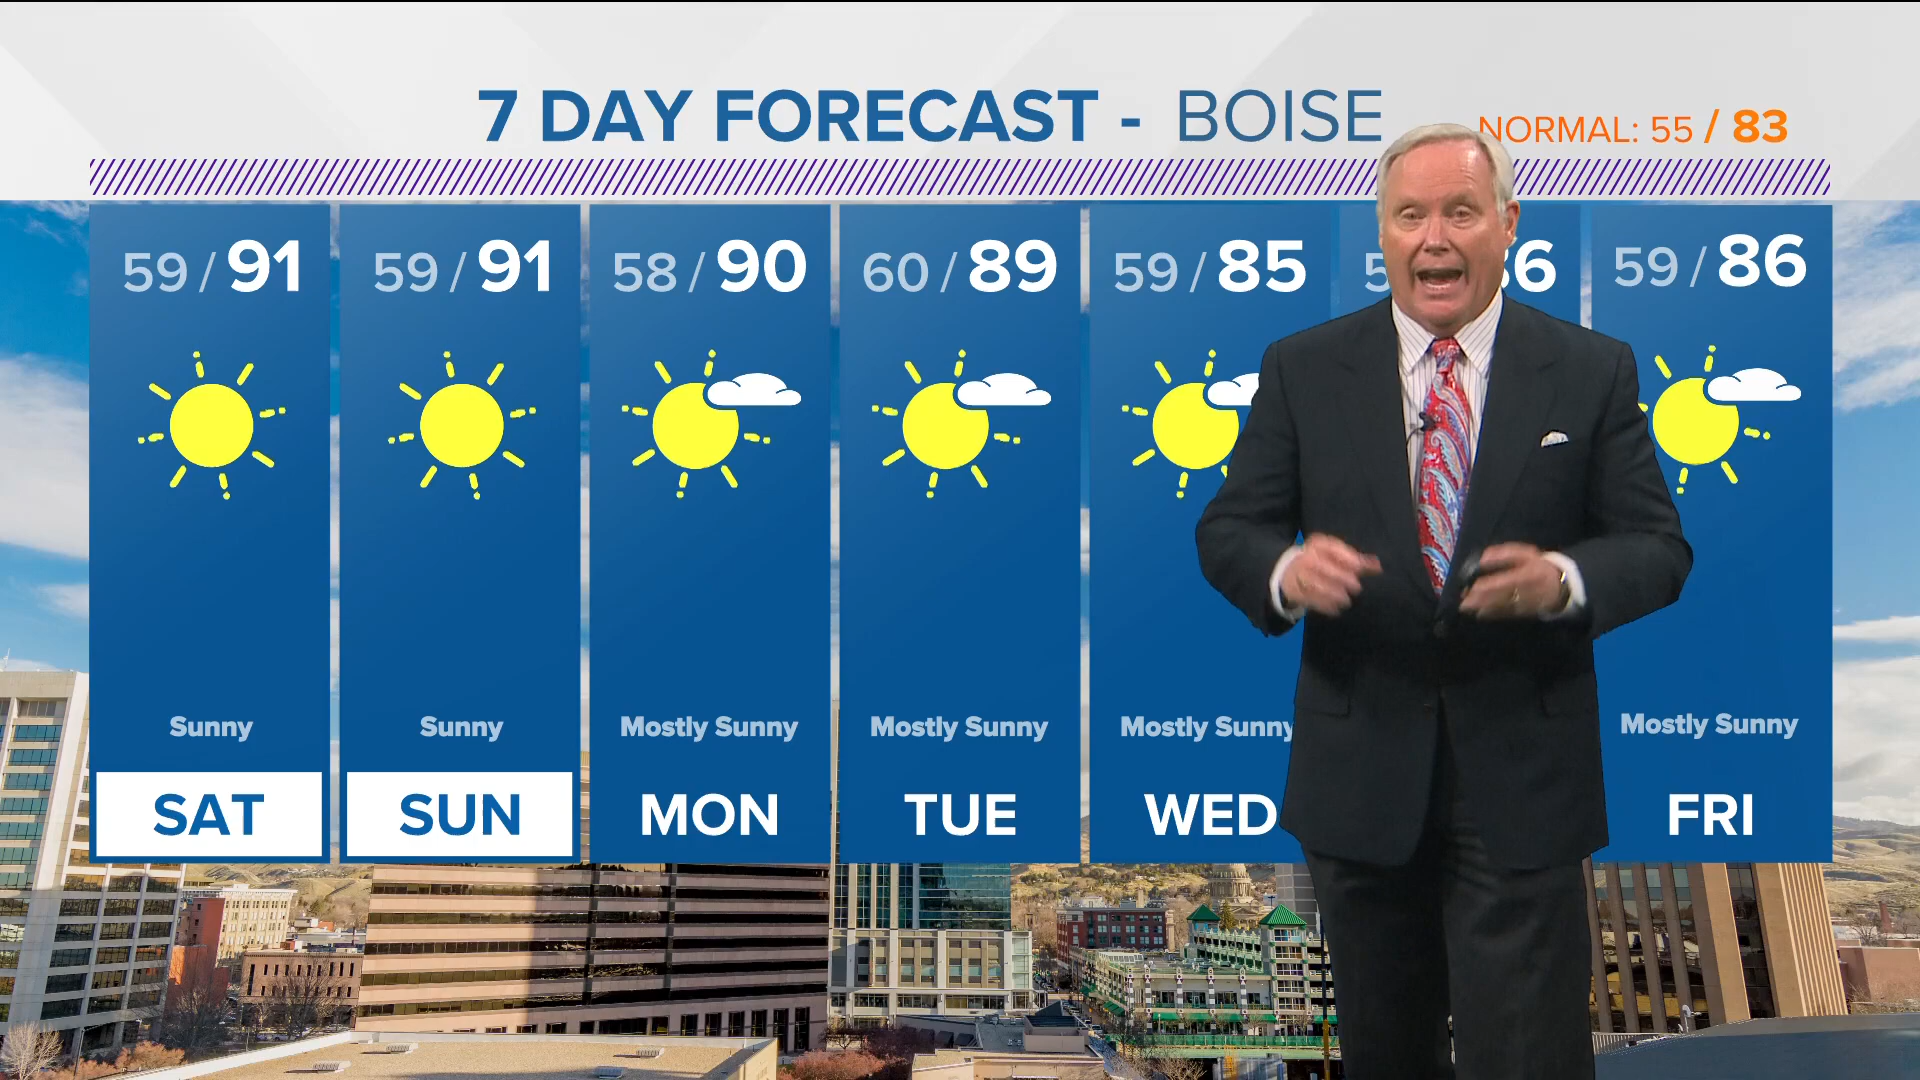 7 DAY FORECAST - BOISE
NORMAL: 55 / 83
59 / 91
59 / 91
58 / 90
60 / 89
59 / 85
59 / 86
Sunny
Sunny
Mostly Sunny
Mostly Sunny
Mostly Sunny
Mostly Sunny
SAT
SUN
MON
TUE
WED
FRI